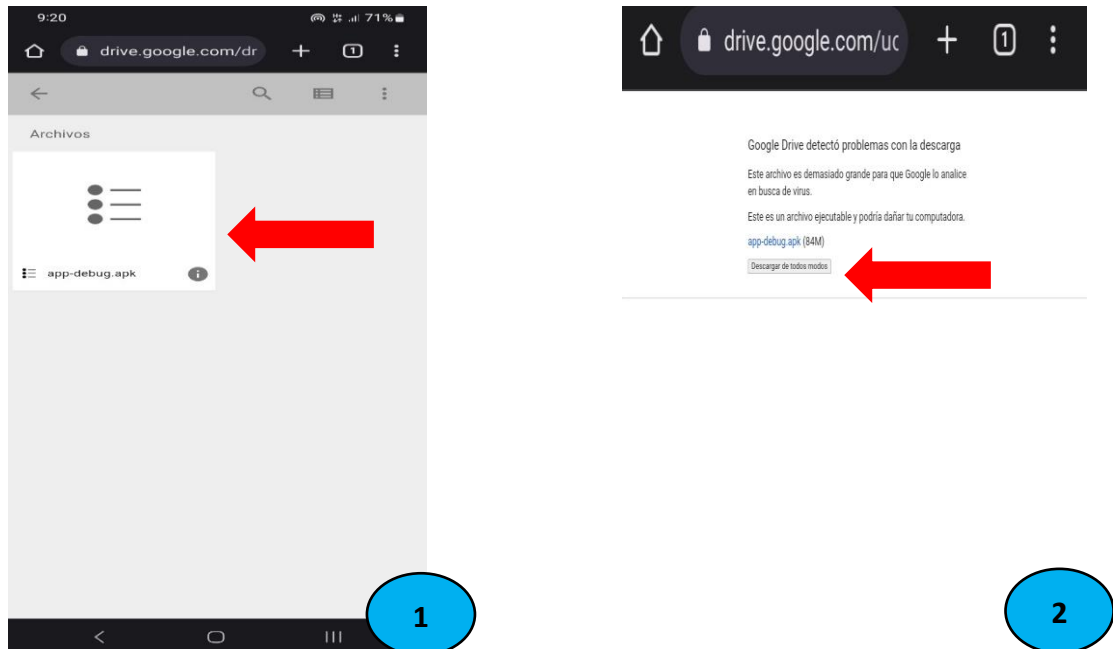 9:20
71%
drive.google.com/dr
1
Archivos
app-debug.apk
1
drive.google.com/uc
1
Google Drive detectó problemas con la descarga
Este archivo es demasiado grande para que Google lo analice
en busca de virus.
Este es un archivo ejecutable y podría dañar tu computadora.
app-debug.apk (84M)
Descargar de todos modos
2